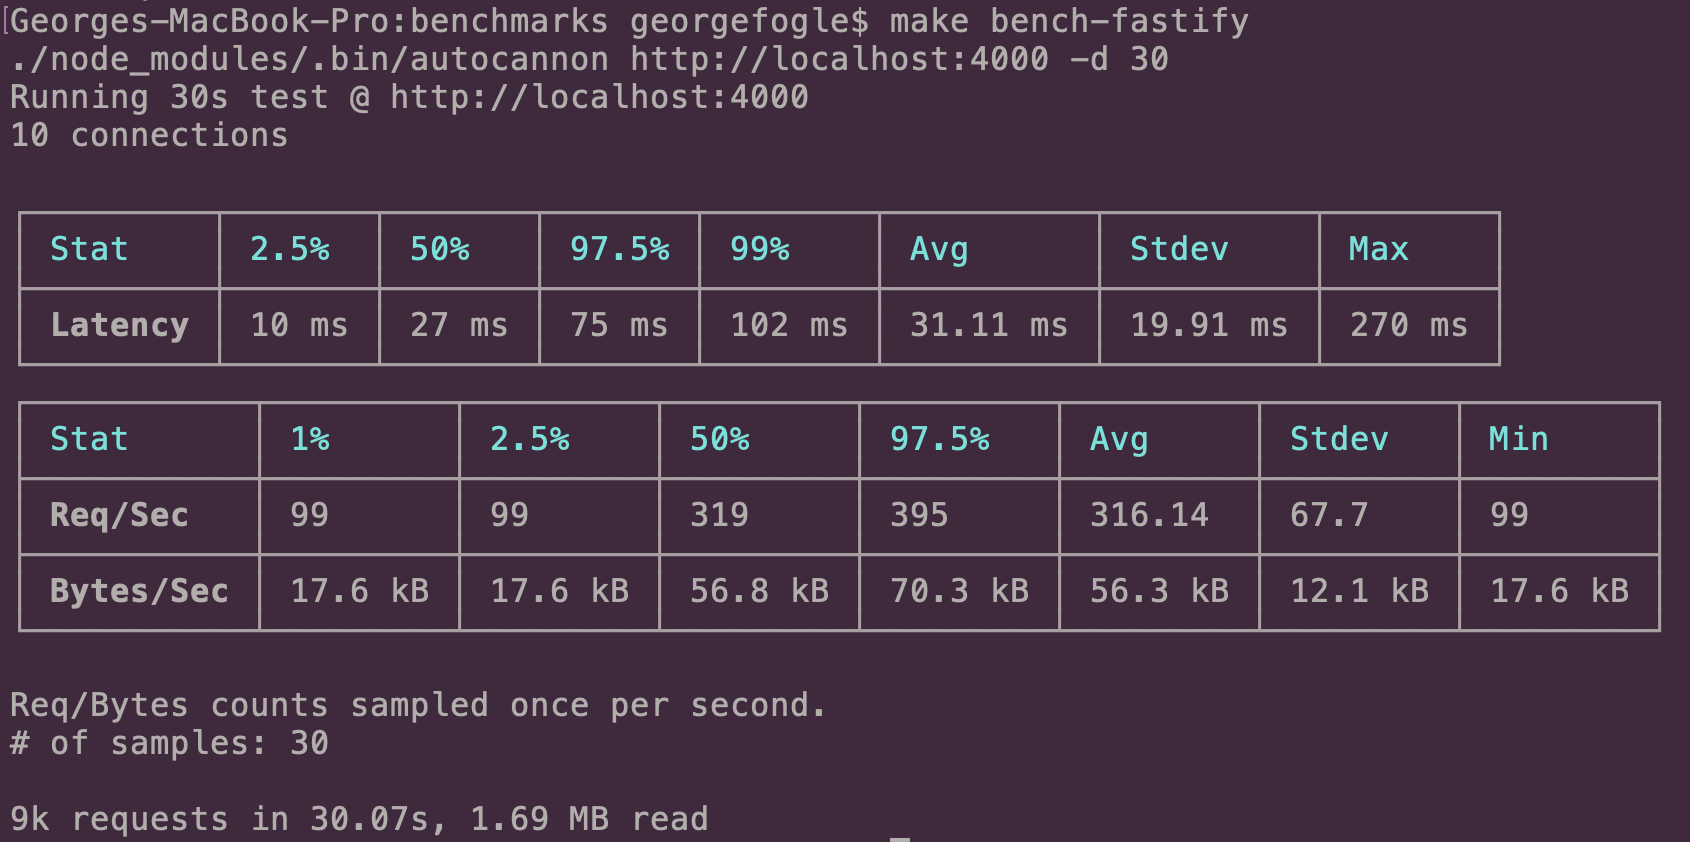 [Georges-MacBook-Pro:benchmarks georgefogle$ make bench-fastify
./node_modules/.bin/autocannon http://localhost:4000 -d 30
Running 30s test @ http://localhost:4000
10 connections
Stat 2.5% 50% 97.5% 99% Avg Stdev Max
Latency 10 ms 27 ms 75 ms 102 ms 31.11 ms 19.91 ms 270 ms
Stat 1% 2.5% 50% 97.5% Avg Stdev Min
Req/Sec 99 99 319 395 316.14 67.7 99
Bytes/Sec 17.6 kB 17.6 kB 56.8 kB 70.3 kB 56.3 kB 12.1 kB 17.6 kB
Req/Bytes counts sampled once per second.
# of samples: 30
9k requests in 30.07s, 1.69 MB read